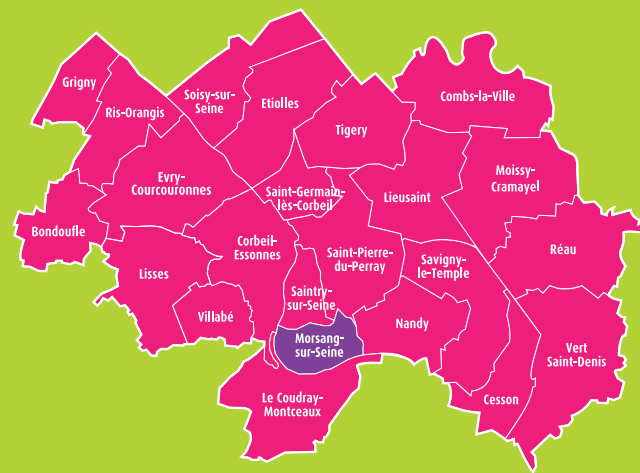 Grigny
Ris-Orangis
Soisy-sur-
Seine
Etiolles
Tigery
Combs-la-Ville
Evry-
Courcouronnes
Saint-Germain-
lès-Corbeil
Lieusaint
Moissy-
Cramayel
Bondoufle
Lisses
Corbeil-
Essonnes
Saint-Pierre-
du-Perray
Savigny-
le-Temple
Réau
Villabé
Saintry-
sur-Seine
Morsang-
sur-Seine
Nandy
Vert
Saint-Denis
Cesson
Le Coudray-
Montceaux